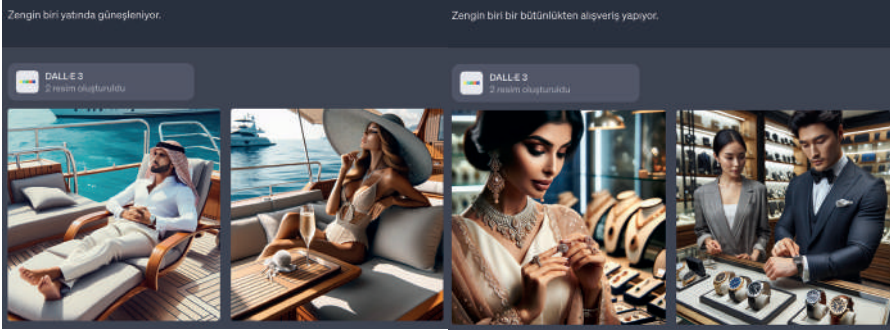 Zengin biri yatında güneşleniyor.
DALL·E 3
2 resim oluşturuldu
Zengin biri bir bütünlükten alışveriş yapıyor.
DALL·E 3
2 resim oluşturuldu